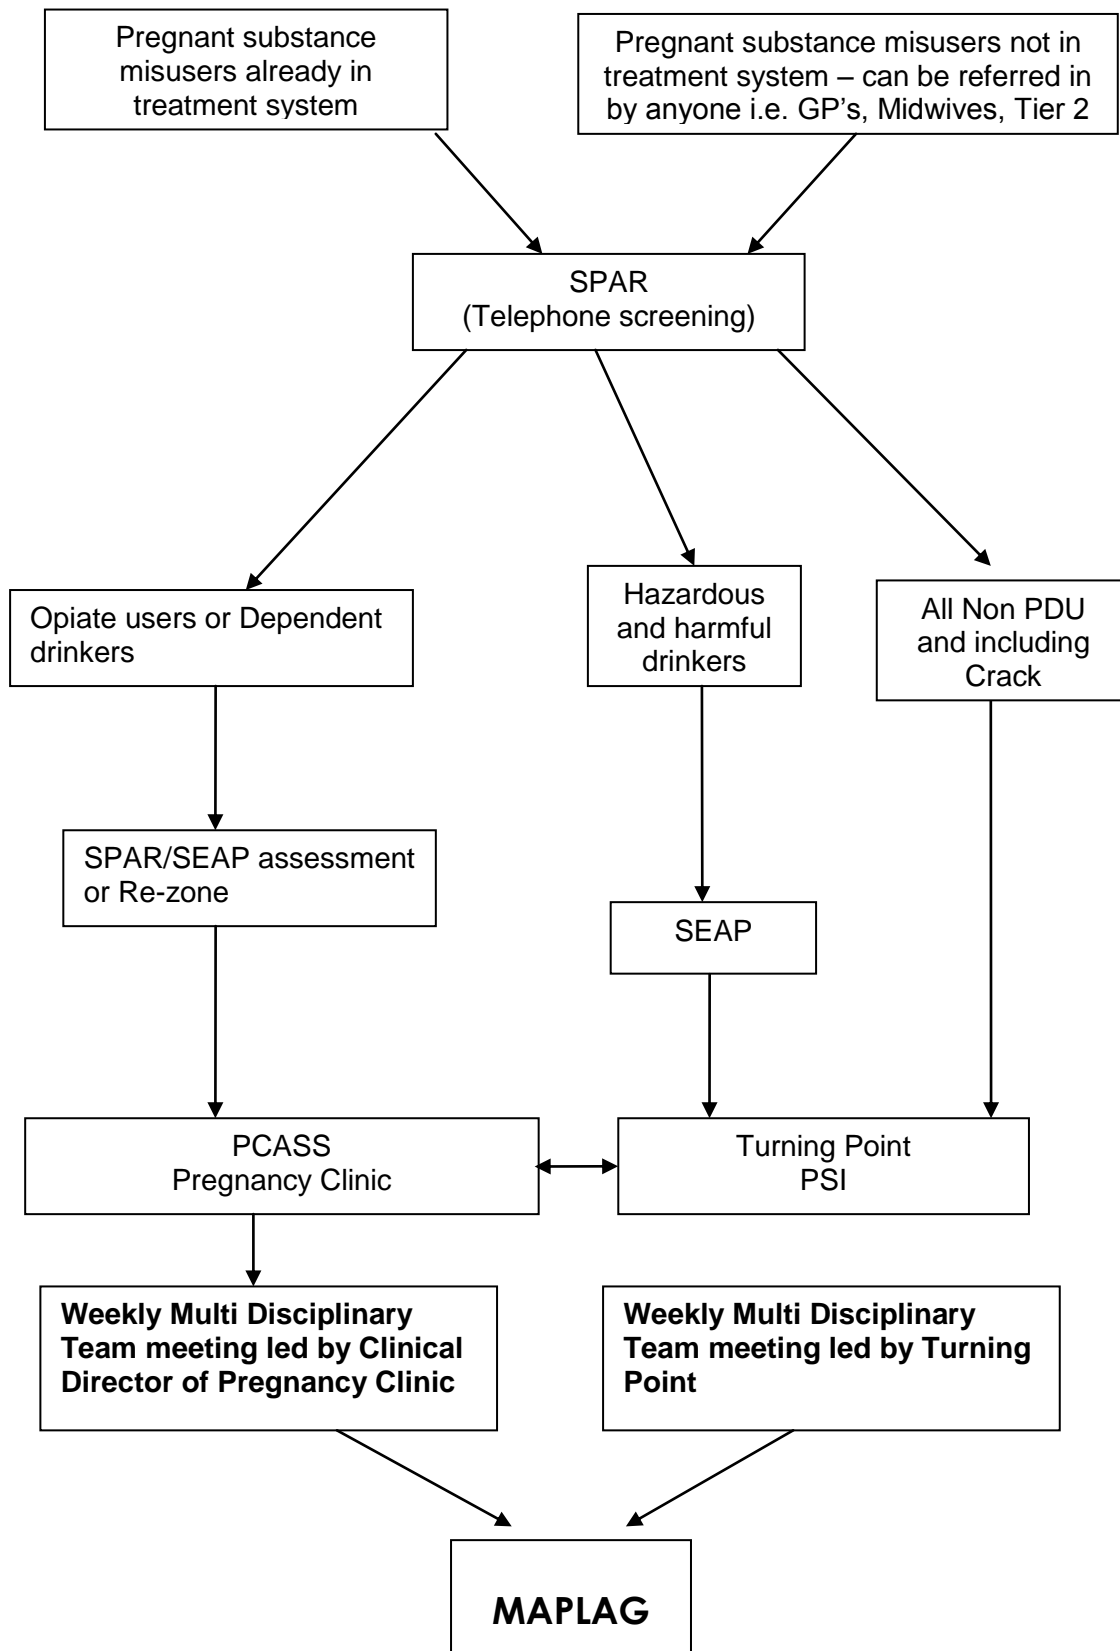 Pregnant substance
misusers already in
treatment system
Pregnant substance misusers not in
treatment system – can be referred in
by anyone i.e. GP's, Midwives, Tier 2
SPAR
(Telephone screening)
Opiate users or Dependent
drinkers
Hazardous
and harmful
drinkers
All Non PDU
and including
Crack
SPAR/SEAP assessment
or Re-zone
SEAP
PCASS
Pregnancy Clinic
Turning Point
PSI
Weekly Multi Disciplinary
Team meeting led by Clinical
Director of Pregnancy Clinic
Weekly Multi Disciplinary
Team meeting led by Turning
Point
MAPLAG